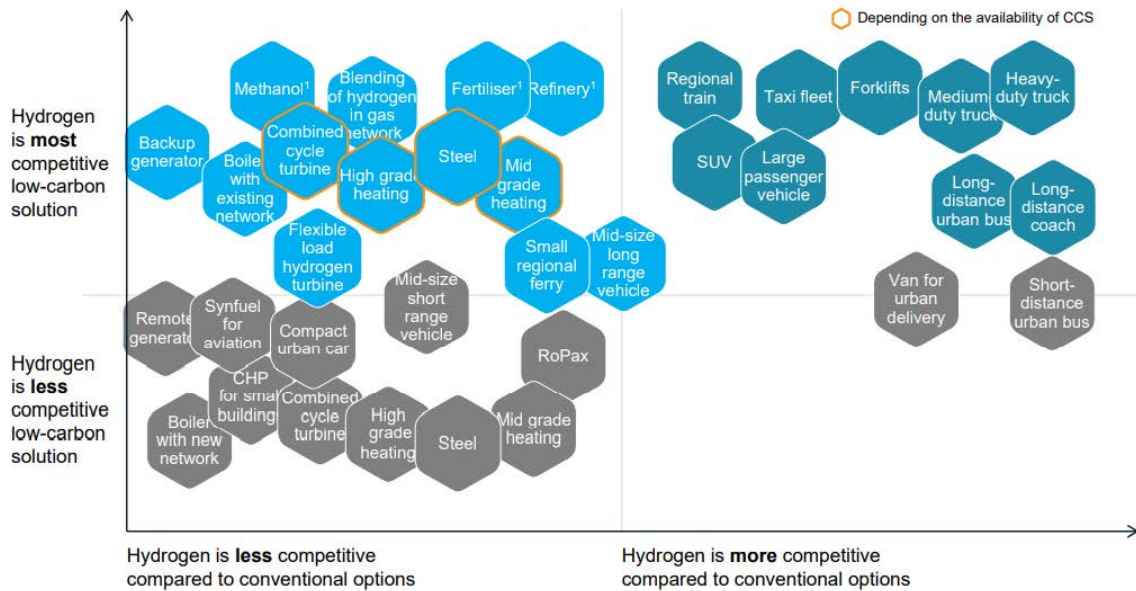 Depending on the availability of CCS
Hydrogen
is most
competitive
low-carbon
solution
Hydrogen
is less
competitive
low-carbon
solution
Methanol¹
Blending
of hydrogen
in gas
network
Fertiliser¹
Refinery¹
Backup
generator
Boiler
with
existing
network
Combined
cycle
turbine
High grade
heating
Steel
Mid
grade
heating
Flexible
load
hydrogen
turbine
Small
regional
ferry
Mid-size
long
range
vehicle
Regional
train
Taxi fleet
Forklifts
Medium-
duty truck
Heavy-
duty truck
SUV
Large
passenger
vehicle
Long-
distance
urban bus
Long-
distance
coach
Van for
urban
delivery
Short-
distance
urban bus
Remote
generator
Synfuel
for
aviation
Compact
urban car
Mid-size
short
range
vehicle
RoPax
CHP
for small
buildings
Boiler
with new
network
Combined
cycle
turbine
High
grade
heating
Steel
Mid grade
heating
Hydrogen is less competitive
compared to conventional options
Hydrogen is more competitive
compared to conventional options